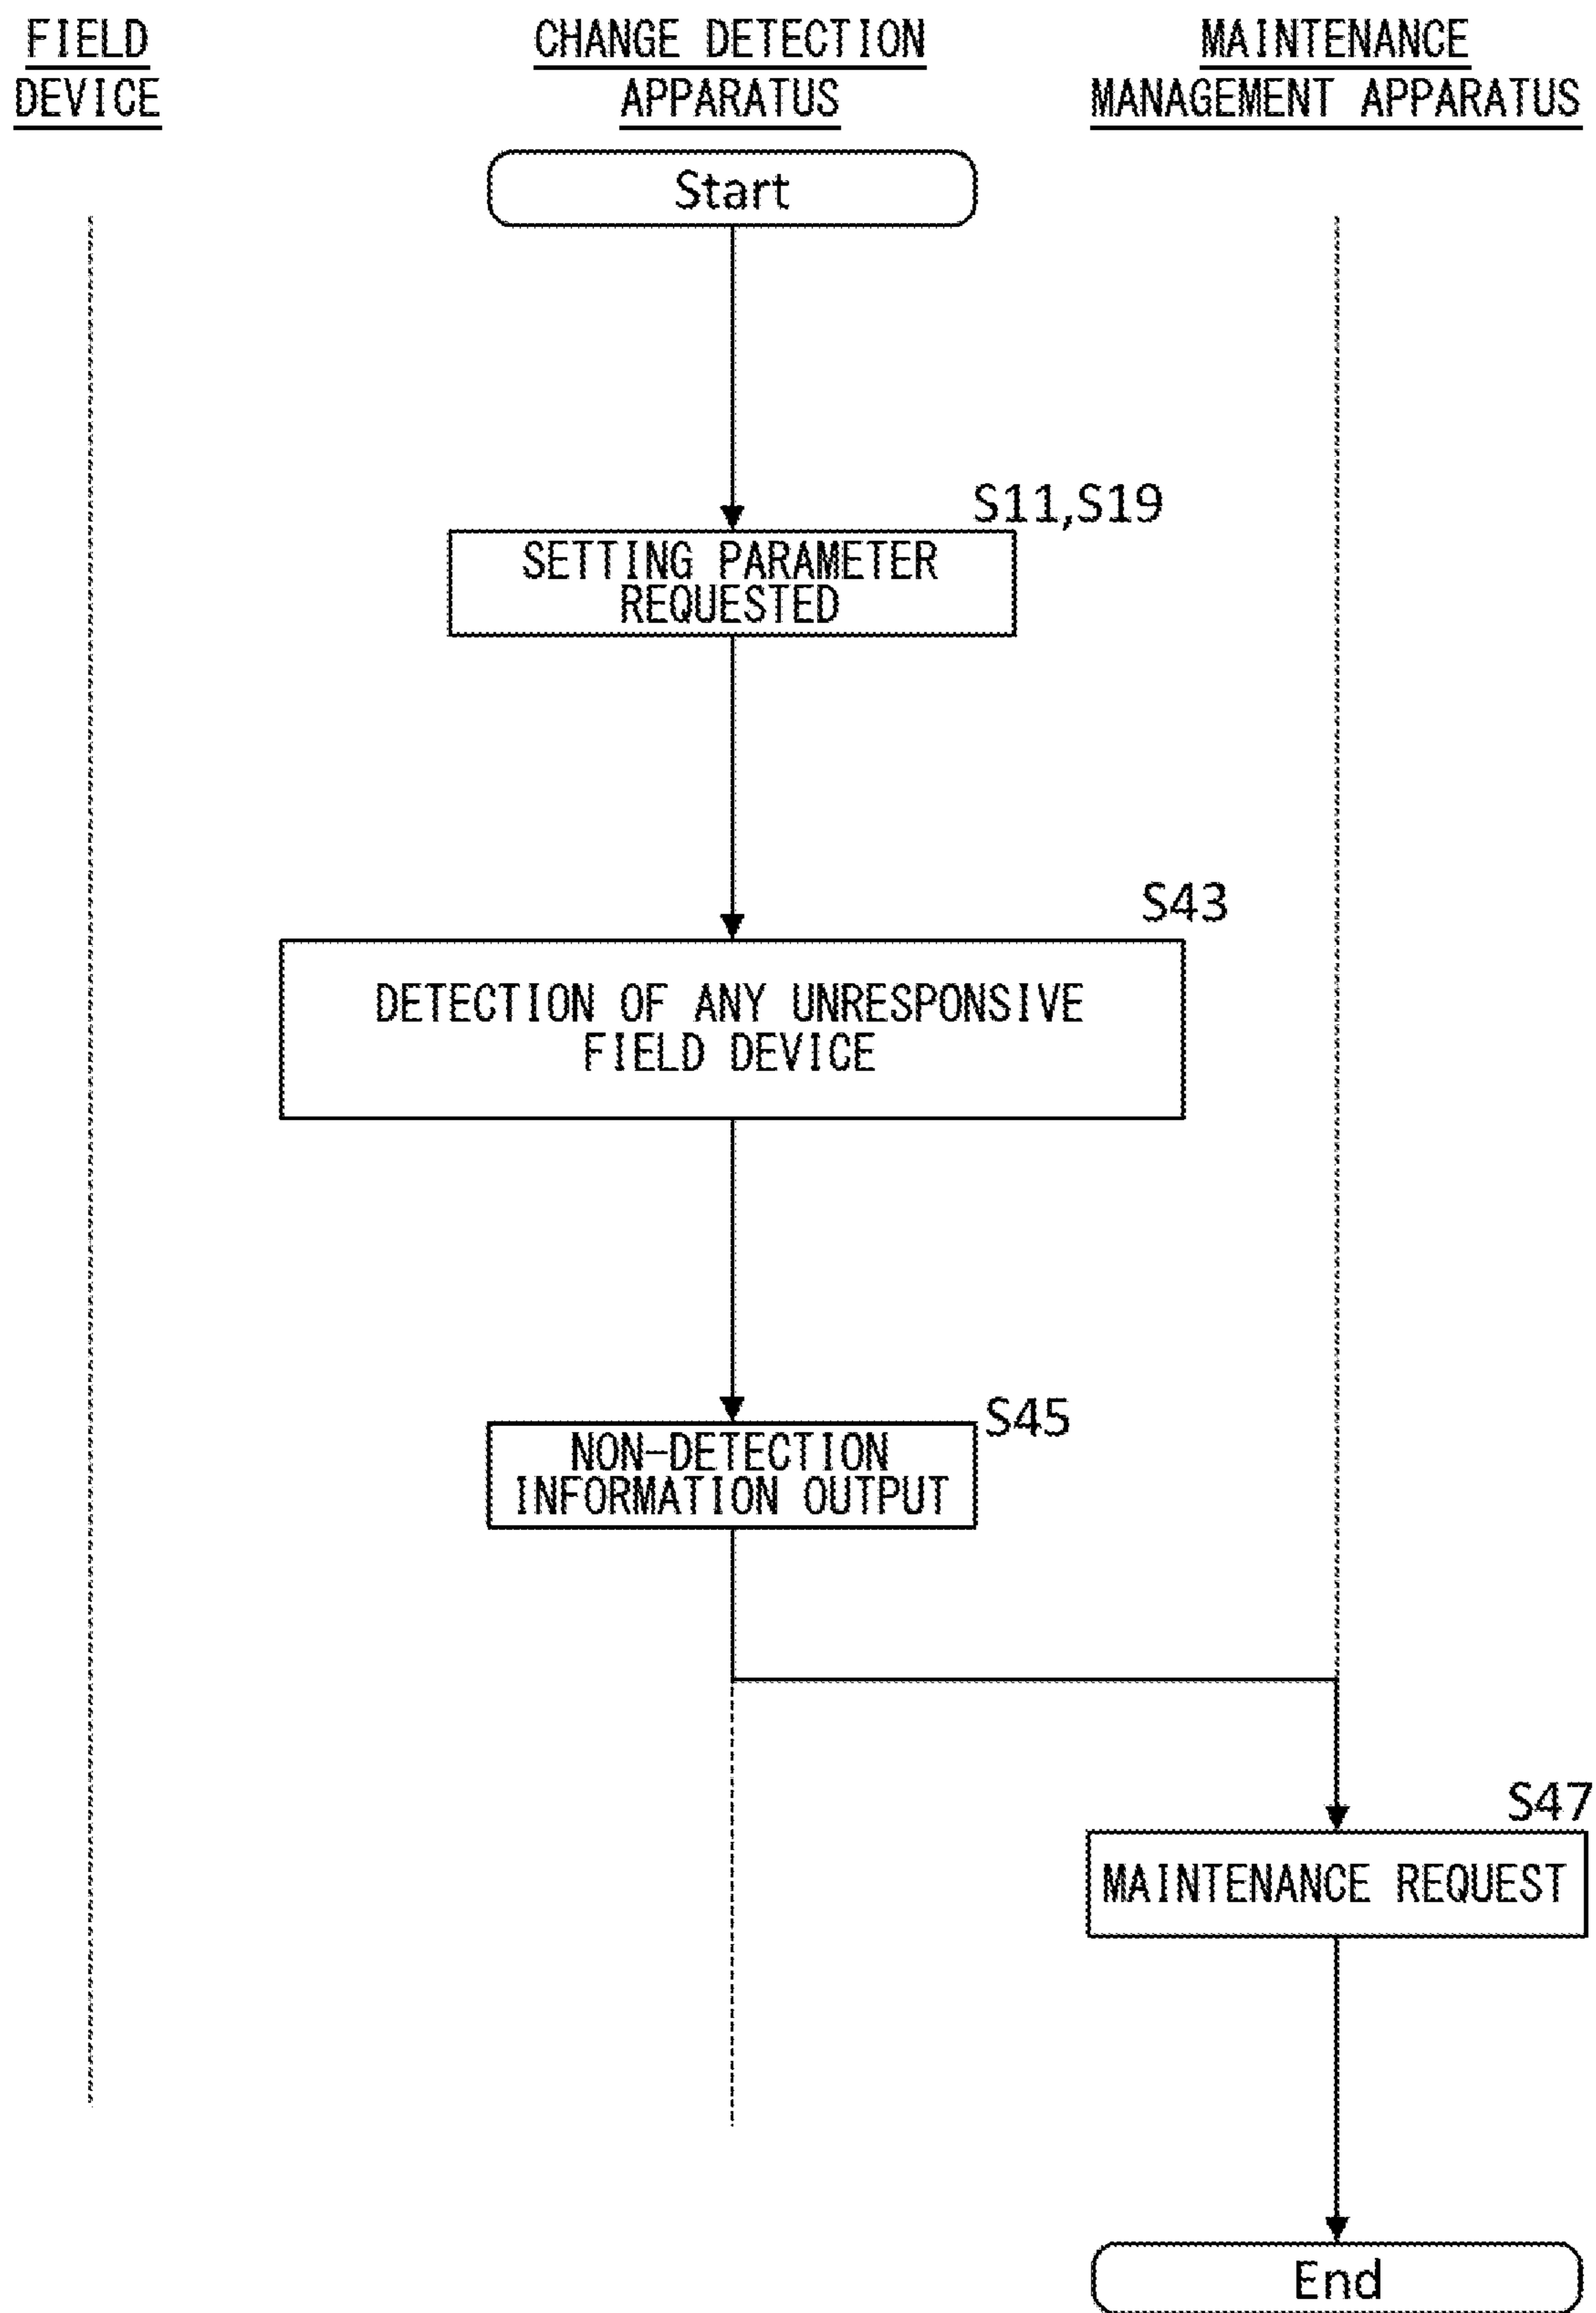 FIELD
DEVICE
CHANGE DETECTION
APPARATUS
MAINTENANCE
MANAGEMENT APPARATUS
Start
S11,S19
SETTING PARAMETER
REQUESTED
S43
DETECTION OF ANY UNRESPONSIVE
FIELD DEVICE
S45
NON-DETECTION
INFORMATION OUTPUT
S47
MAINTENANCE REQUEST
End